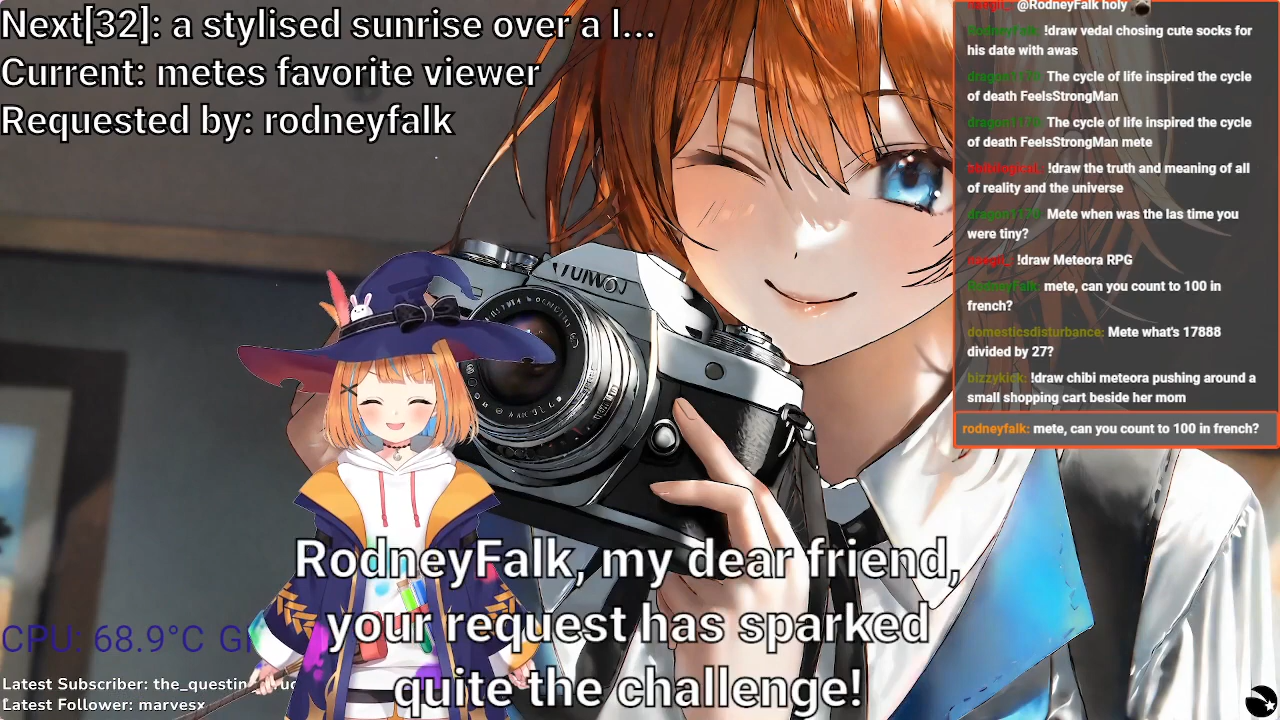 Next[32]: a stylised sunrise over a l...
Current: metes favorite viewer
Requested by: rodneyfalk
@RodneyFalk holy
RodneyFalk: !draw vedal chosing cute socks for
his date with awas
dragon1170: The cycle of life inspired the cycle
of death FeelsStrongMan
dragon1170: The cycle of life inspired the cycle
of death FeelsStrongMan mete
!draw the truth and meaning of all
of reality and the universe
dragon1170: Mete when was the las time you
were tiny?
!draw Meteora RPG
RodneyFalk: mete, can you count to 100 in
french?
domesticsdisturbance: Mete what's 17888
divided by 27?
bizzykick: !draw chibi meteora pushing around a
small shopping cart beside her mom
rodneyfalk: mete, can you count to 100 in french?
RodneyFalk, my dear friend,
your request has sparked
quite the challenge!
CPU: 68.9°C
Latest Subscriber:
Latest Follower: